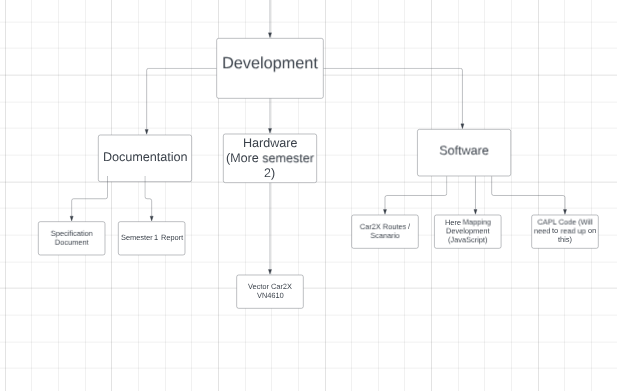 Development
Documentation
Hardware
(More semester
2)
Software
Specification
Document
Semester 1 Report
Car2X Routes /
Scanario
Here Mapping
Development
(JavaScript)
CAPL Code (Will
need to read up on
this)
Vector Car2X
VN4610